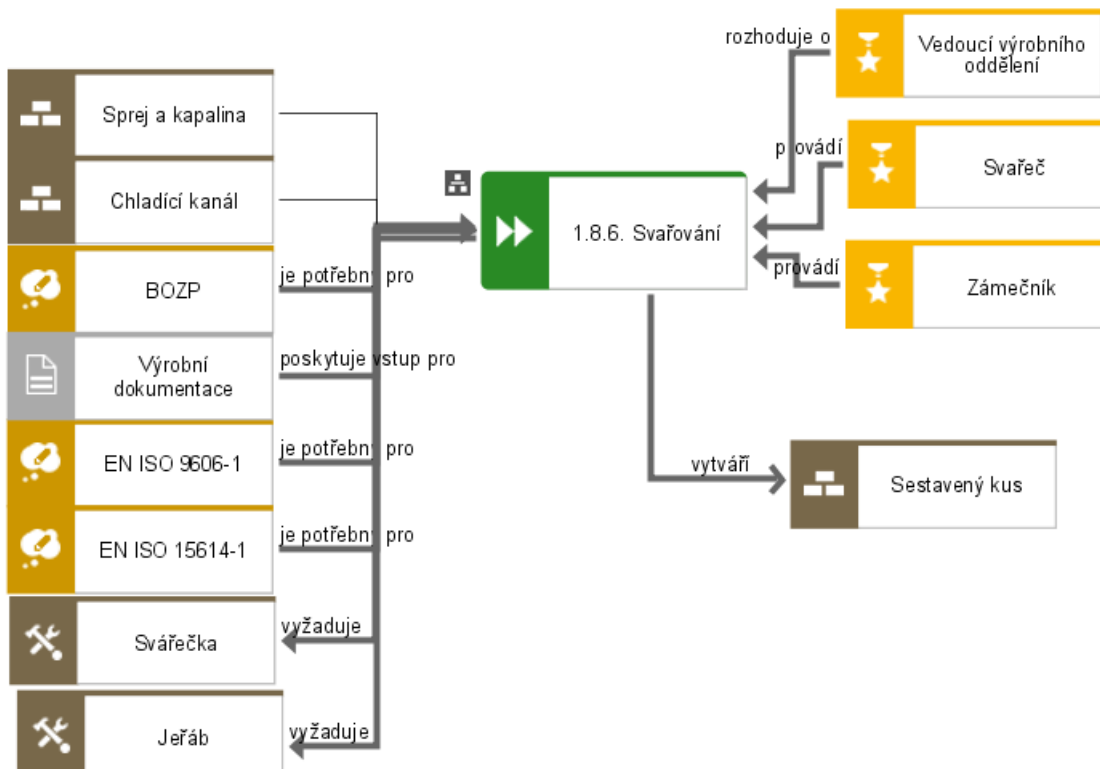 rozhoduje o
Vedoucí výrobního
oddělení
Sprej a kapalina
provádí
Svařeč
Chladící kanál
1.8.6. Svařování
je potřebný pro
BOZP
provádí
Zámečník
Výrobní
dokumentace
poskytuje vstup pro
EN ISO 9606-1
je potřebný pro
vytváří
Sestavený kus
EN ISO 15614-1
je potřebný pro
Svářečka
vyžaduje
Jeřáb
vyžaduje